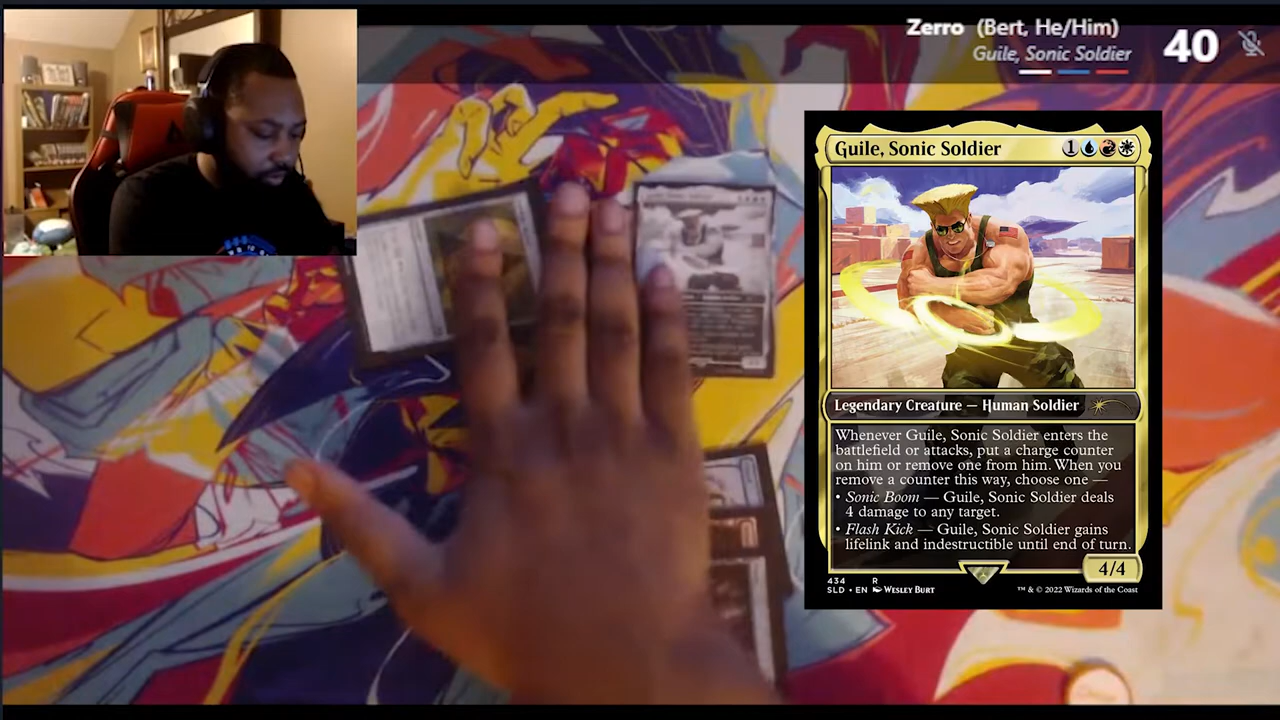 Zerro (Bert, He/Him)
Guile, Sonic Soldier
40
Guile, Sonic Soldier
1
Legendary Creature — Human Soldier
Whenever Guile, Sonic Soldier enters the
battlefield or attacks, put a charge counter
on him or remove one from him. When you
remove a counter this way, choose one —
• Sonic Boom — Guile, Sonic Soldier deals
4 damage to any target.
• Flash Kick — Guile, Sonic Soldier gains
lifelink and indestructible until end of turn.
4/4
434 R
SLD • EN Wesley Burt
™ & © 2022 Wizards of the Coast